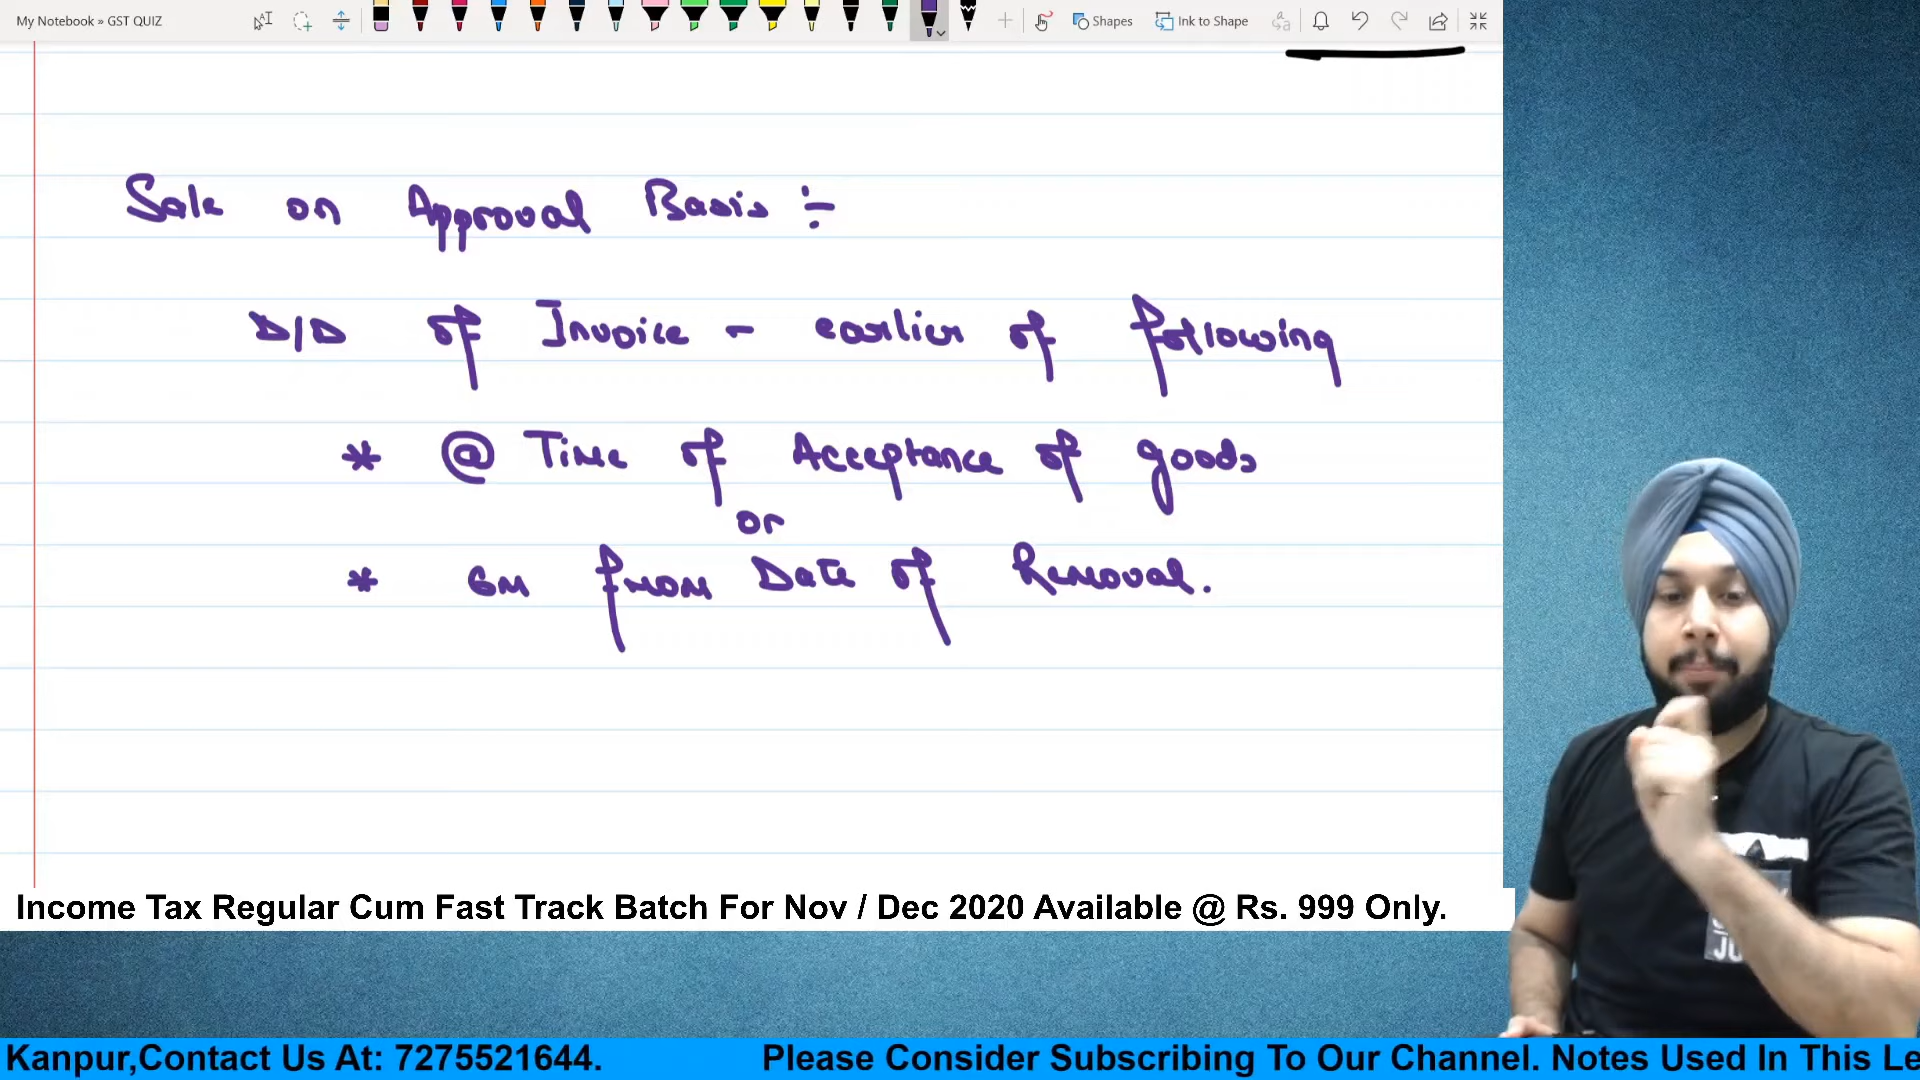 My Notebook » GST QUIZ
Shapes
Ink to Shape
Sale on Approval Basis :-
D/D of Invoice - earlier of following
* @ Time of Acceptance of goods
or
* 6M from Date of Removal.
Income Tax Regular Cum Fast Track Batch For Nov / Dec 2020 Available @ Rs. 999 Only.
Kanpur,Contact Us At: 7275521644. Please Consider Subscribing To Our Channel. Notes Used In This Le